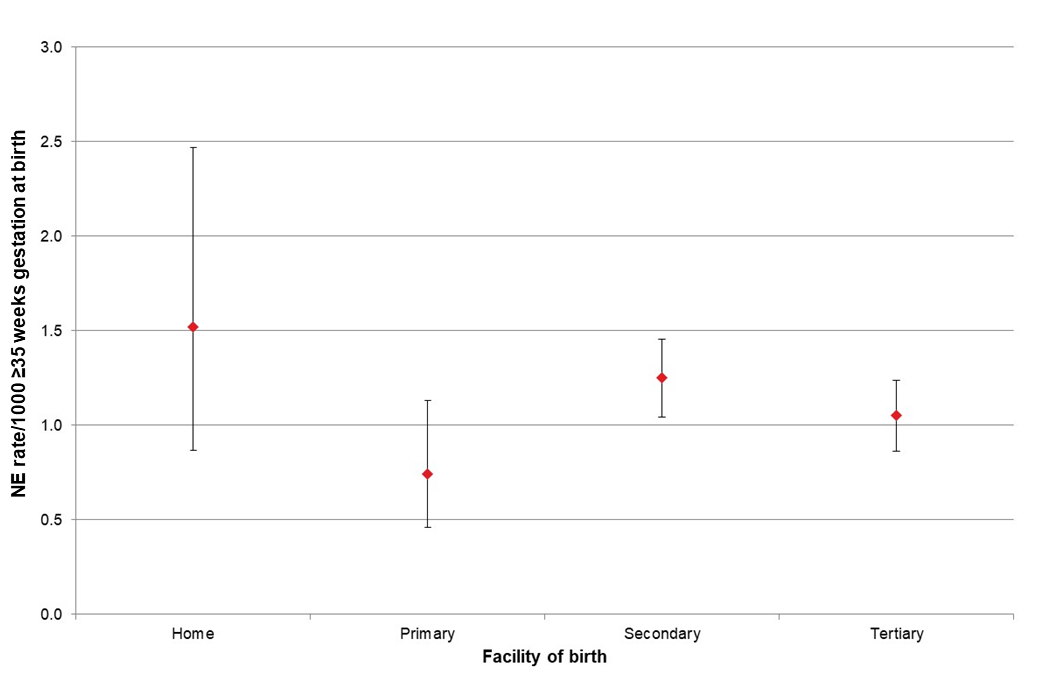 3.0
2.5
2.0
1.5
1.0
0.5
0.0
NE rate/1000 ≥35 weeks gestation at birth
Home Primary Secondary Tertiary
Facility of birth